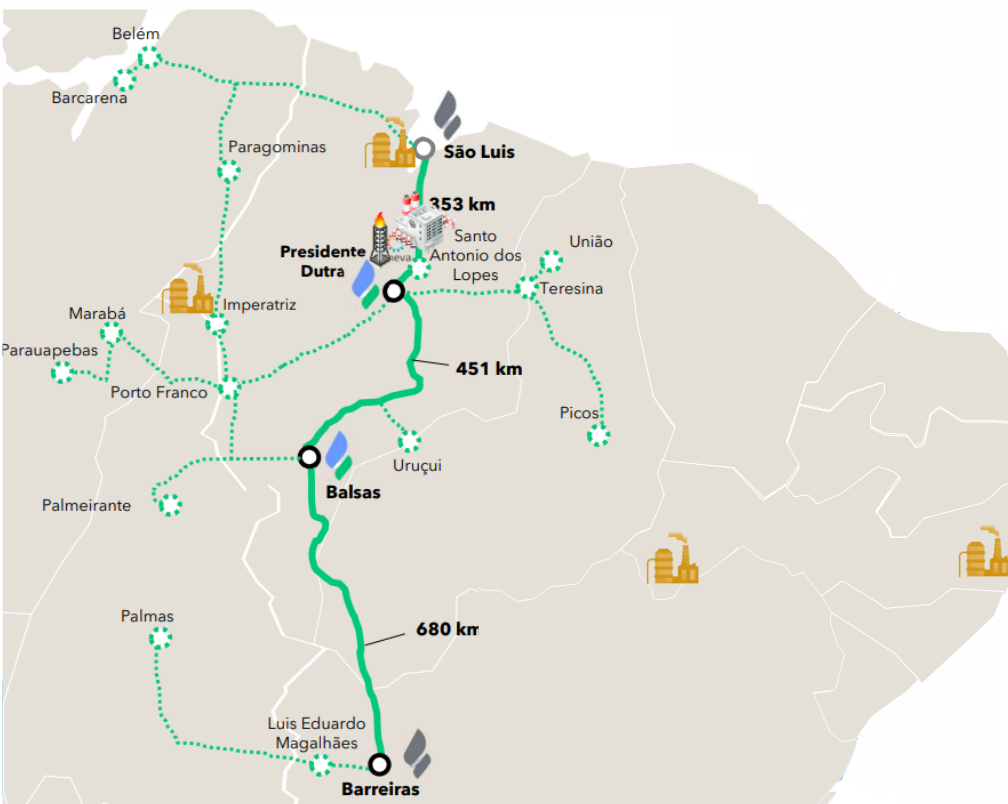 Belém
Barcarena
Paragominas
São Luis
353 km
Santo
Antonio dos
Lopes
Presidente
Dutra
neva
União
Teresina
Imperatriz
Marabá
Parauapebas
Porto Franco
451 km
Picos
Uruçui
Balsas
Palmeirante
Palmas
680 km
Luis Eduardo
Magalhães
Barreiras